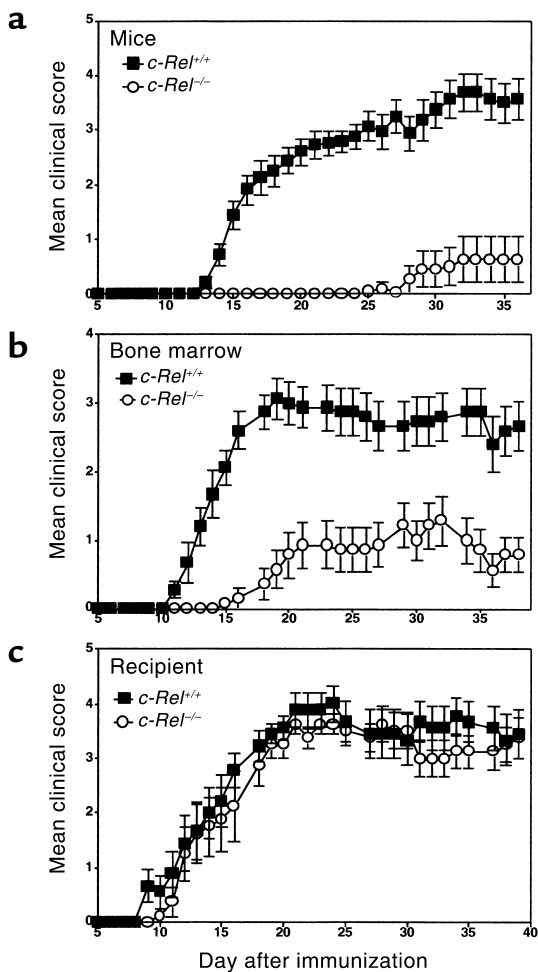 a
Mice
c-Rel+/+
c-Rel–/–
Mean clinical score
5
4
3
2
1
0
5 10 15 20 25 30 35
b
Bone marrow
c-Rel+/+
c-Rel–/–
Mean clinical score
4
3
2
1
0
5 10 15 20 25 30 35
c
Recipient
c-Rel+/+
c-Rel–/–
Mean clinical score
5
4
3
2
1
0
5 10 15 20 25 30 35 40
Day after immunization